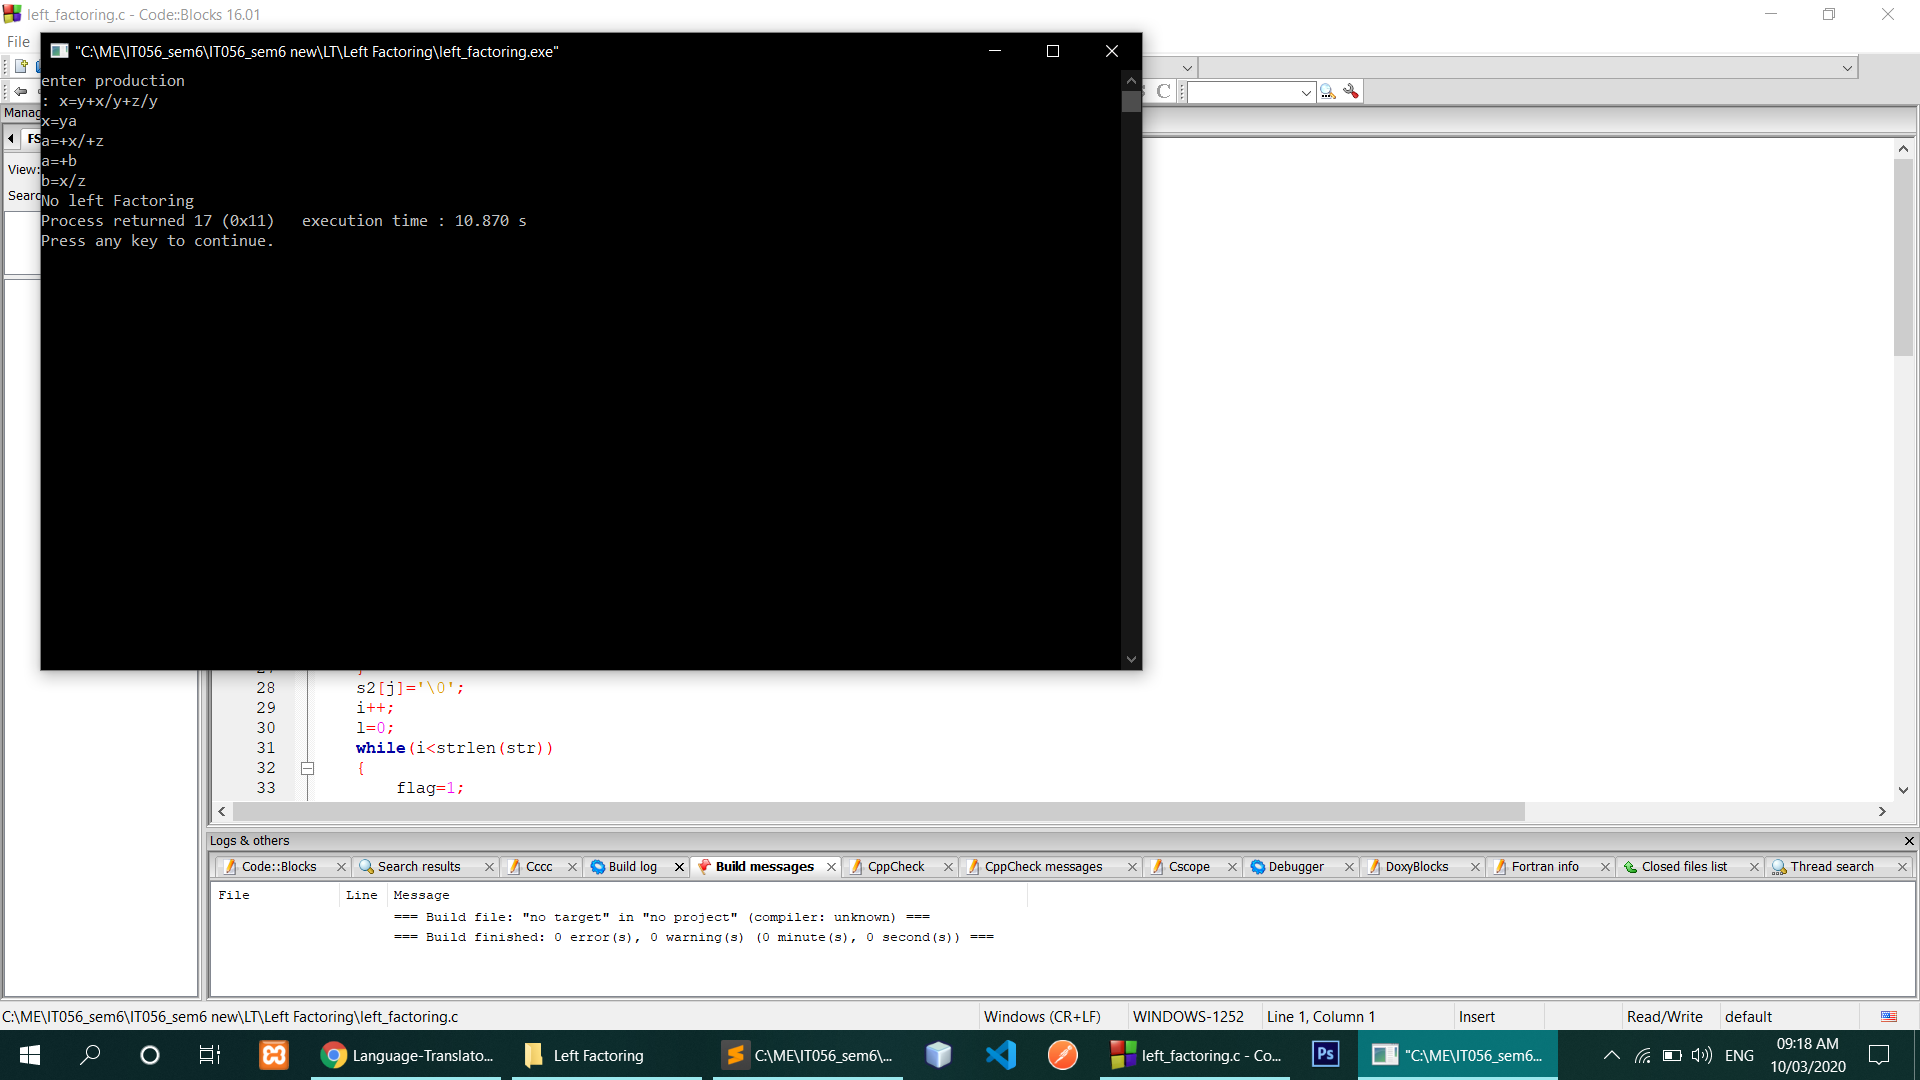 left_factoring.c - Code::Blocks 16.01
File
"C:\ME\IT056_sem6\IT056_sem6 new\LT\Left Factoring\left_factoring.exe"
enter production
: x=y+x/y+z/y
x=ya
a=+x/+z
a=+b
b=x/z
No left Factoring
Process returned 17 (0x11)   execution time : 10.870 s
Press any key to continue.
Manag
FS
View:
Searc
28 s2[j]='\0';
29 i++;
30 l=0;
31 while(i<strlen(str))
32 {
33 flag=1;
Logs & others
Code::Blocks Search results Cccc Build log Build messages CppCheck CppCheck messages Cscope Debugger DoxyBlocks Fortran info Closed files list Thread search
File Line Message
=== Build file: "no target" in "no project" (compiler: unknown) ===
=== Build finished: 0 error(s), 0 warning(s) (0 minute(s), 0 second(s)) ===
C:\ME\IT056_sem6\IT056_sem6 new\LT\Left Factoring\left_factoring.c Windows (CR+LF) WINDOWS-1252 Line 1, Column 1 Insert Read/Write default
Language-Translato... Left Factoring C:\ME\IT056_sem6\... left_factoring.c - Co... Ps "C:\ME\IT056_sem6... ENG 09:18 AM
10/03/2020